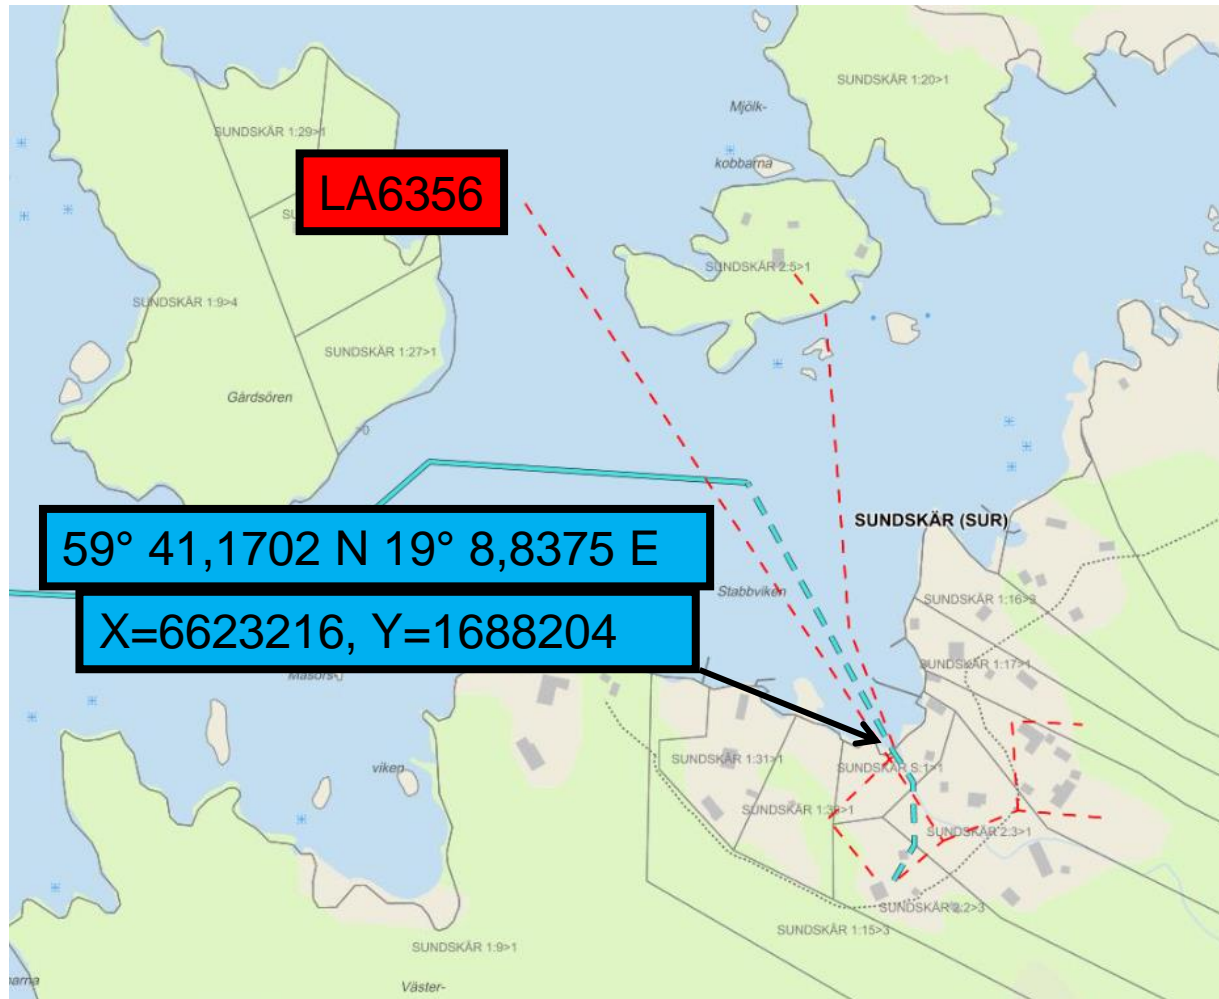 SUNDSKÄR 1:20>1
Mjölk-
kobbarna
SUNDSKÄR 1:29>1
LA6356
SUNDSKÄR 2:5>1
SUNDSKÄR 1:9>4
SUNDSKÄR 1:27>1
Gårdsören
>0
SUNDSKÄR (SUR)
59° 41,1702 N 19° 8,8375 E
Stabbviken
SUNDSKÄR 1:16>3
X=6623216, Y=1688204
SUNDSKÄR 1:17>1
SUNDSKÄR 1:31>1
SUNDSKÄR S:1>1
viken
SUNDSKÄR 2:3>1
SUNDSKÄR 2:2>3
SUNDSKÄR 1:15>3
SUNDSKÄR 1:9>1
Väster-